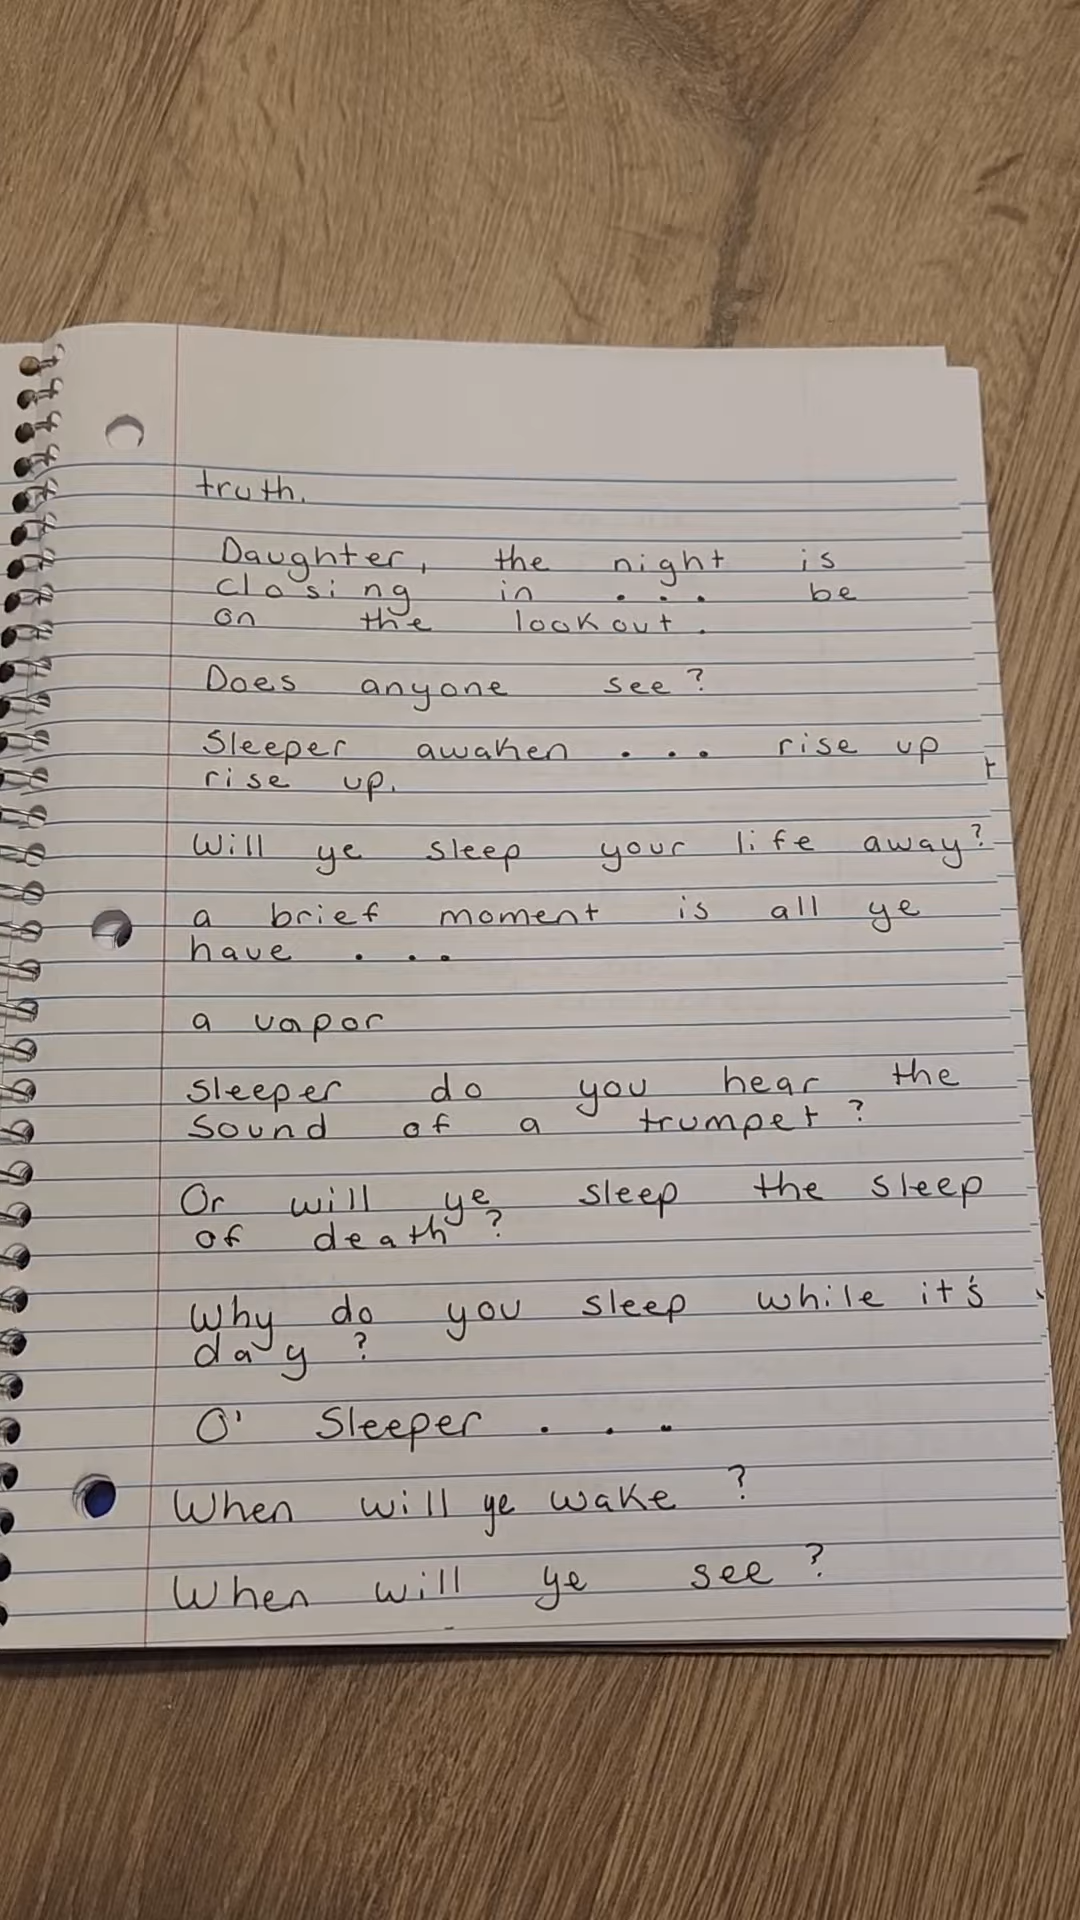 truth.
Daughter, the night is
closing in . . . be
on the lookout.
Does anyone see?
Sleeper awaken . . . rise up
rise up.
Will ye sleep your life away?
a brief moment is all ye
have . . .
a vapor
Sleeper do you hear the
sound of a trumpet?
Or will ye sleep the sleep
of death?
Why do you sleep while it's
day?
O' Sleeper . . .
When will ye wake?
When will ye see?